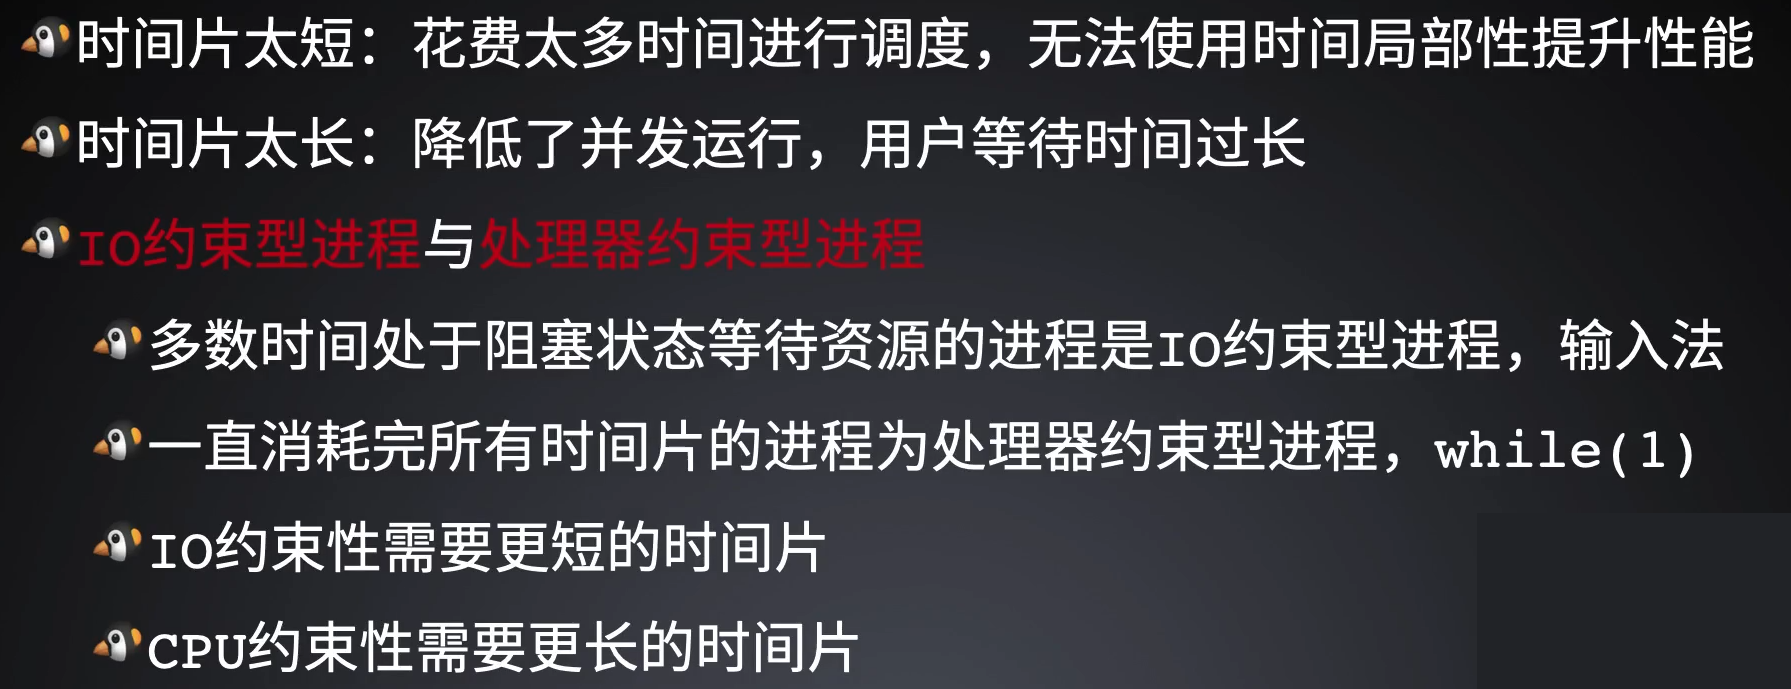 时间片太短：花费太多时间进行调度，无法使用时间局部性提升性能
时间片太长：降低了并发运行，用户等待时间过长
IO约束型进程与处理器约束型进程
多数时间处于阻塞状态等待资源的进程是IO约束型进程，输入法
一直消耗完所有时间片的进程为处理器约束型进程，while(1)
IO约束性需要更短的时间片
CPU约束性需要更长的时间片